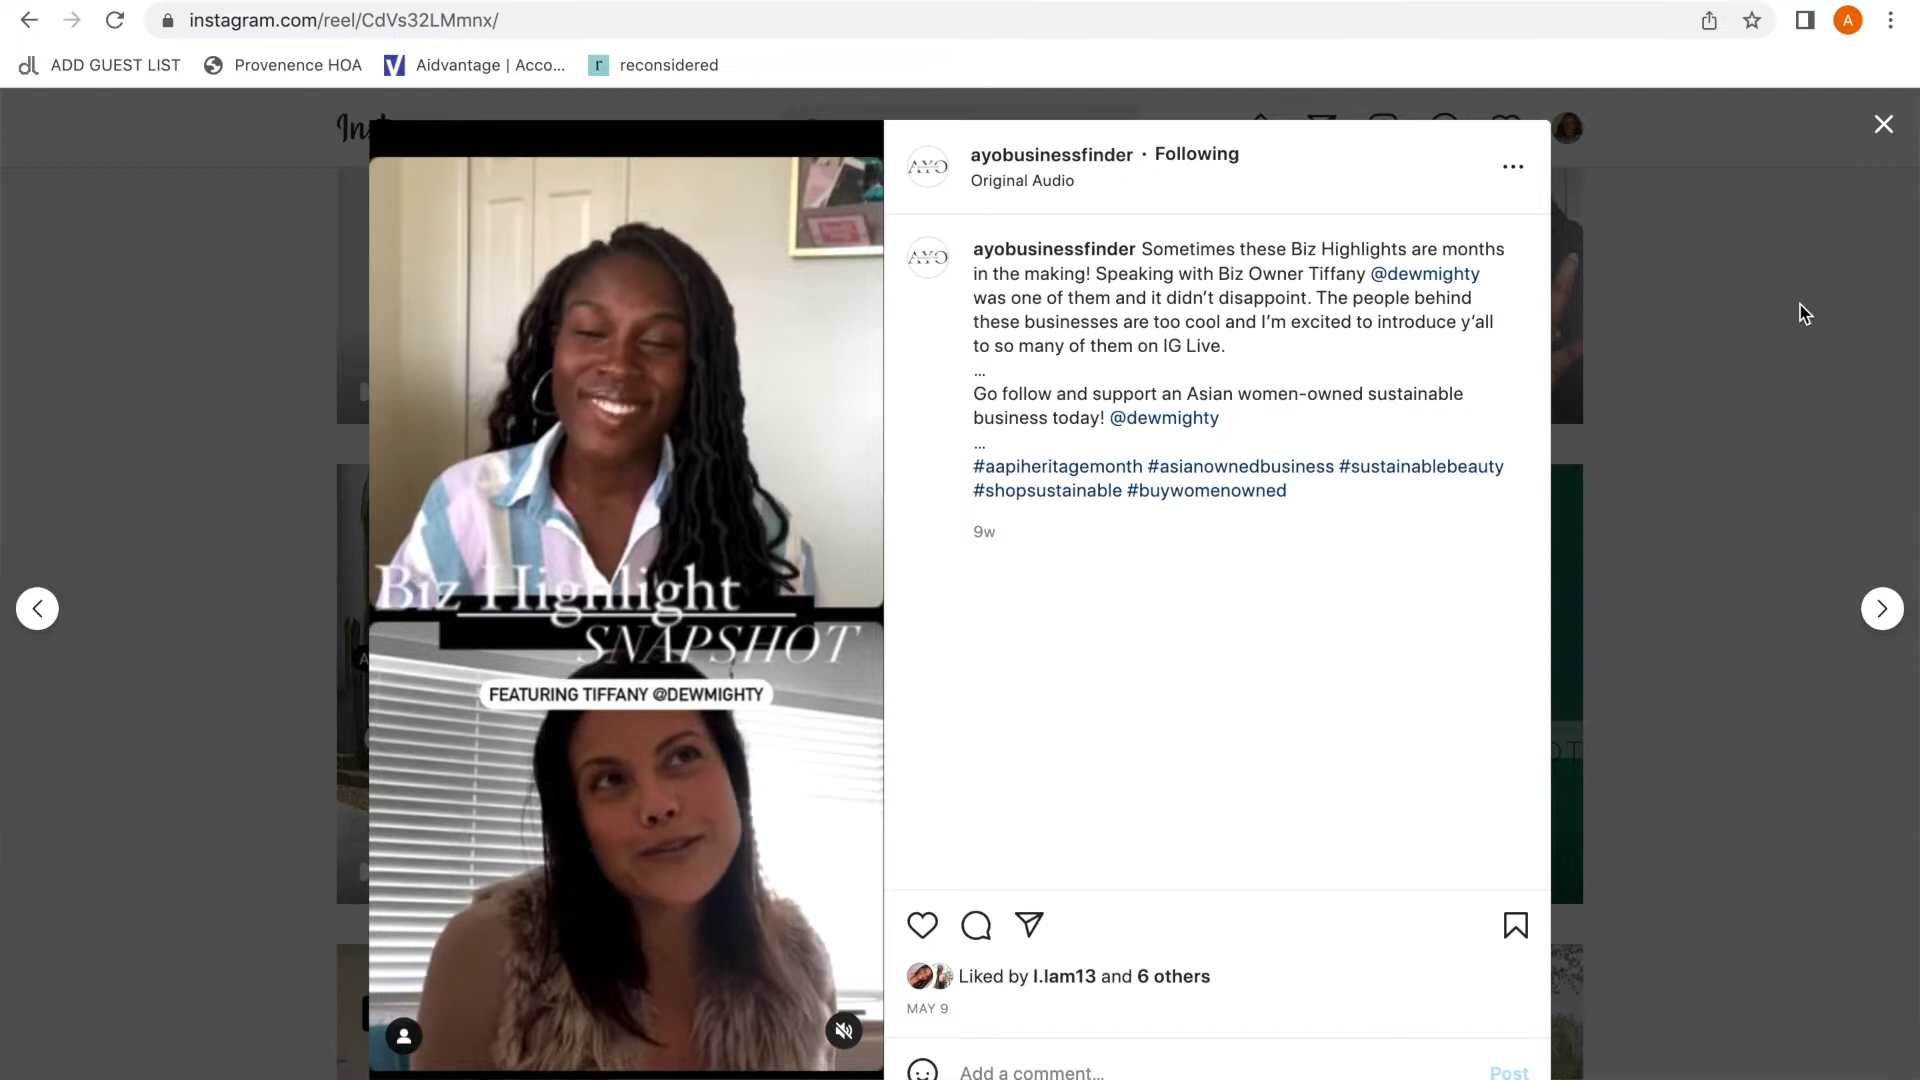 instagram.com/reel/CdVs32LMmnx/
A
ADD GUEST LIST
Provenence HOA
Aidvantage | Acco...
r
reconsidered
AYO
ayobusinessfinder · Following
Original Audio
AYO
ayobusinessfinder Sometimes these Biz Highlights are months
in the making! Speaking with Biz Owner Tiffany @dewmighty
was one of them and it didn't disappoint. The people behind
these businesses are too cool and I'm excited to introduce y'all
to so many of them on IG Live.
...
Go follow and support an Asian women-owned sustainable
business today! @dewmighty
...
#aapiheritagemonth #asianownedbusiness #sustainablebeauty
#shopsustainable #buywomenowned
9w
Biz Highlight
SNAPSHOT
FEATURING TIFFANY @DEWMIGHTY
Liked by l.lam13 and 6 others
MAY 9
Add a comment...
Post